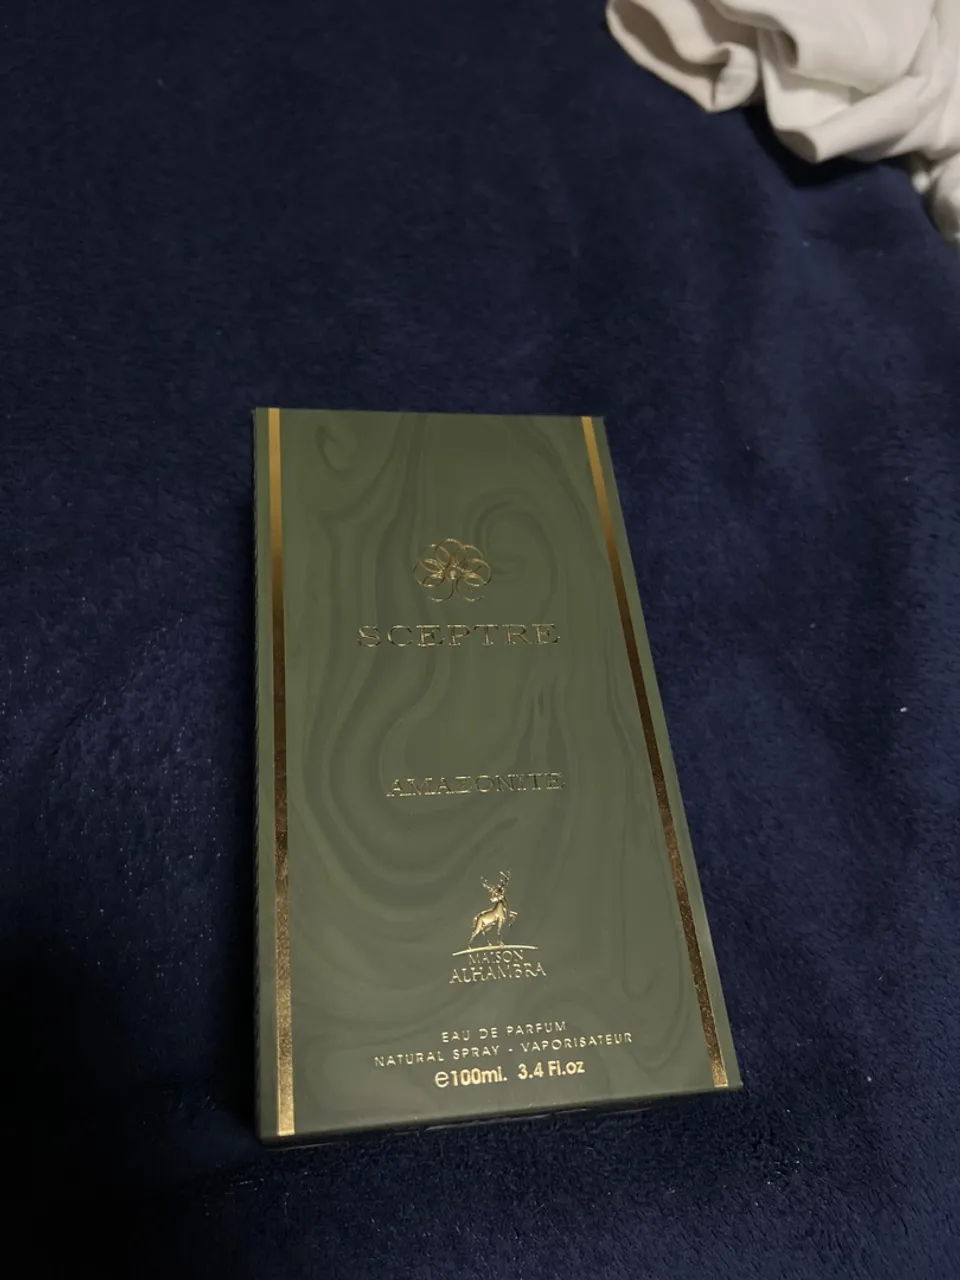 SCEPTRE
AMAZONITE
MAISON
ALHAMBRA
EAU DE PARFUM
NATURAL SPRAY - VAPORISATEUR
e100ml. 3.4 Fl.oz